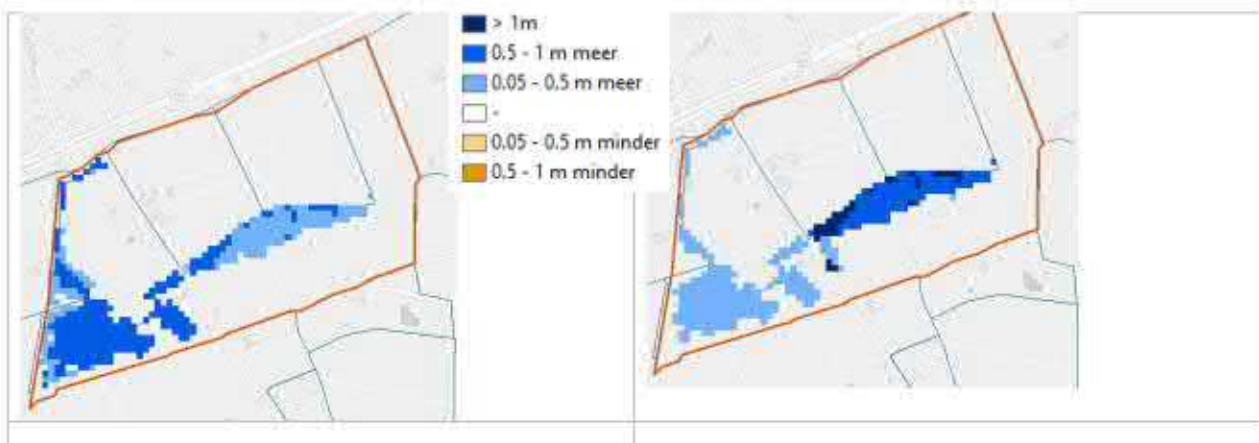 > 1m
0.5 - 1 m meer
0.05 - 0.5 m meer
-
0.05 - 0.5 m minder
0.5 - 1 m minder